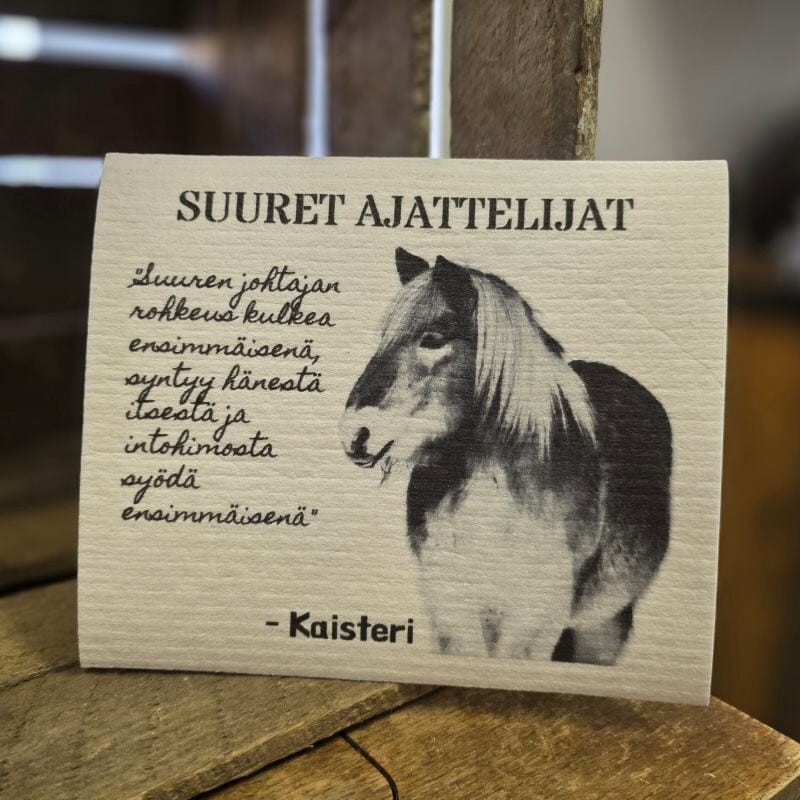 SUURET AJATTELIJAT
"Suuren johtajan
rohkeus kulkea
ensimmäisenä,
syntyy hänestä
itsestä ja
intohimosta
syödä
ensimmäisenä"
- Kaisteri